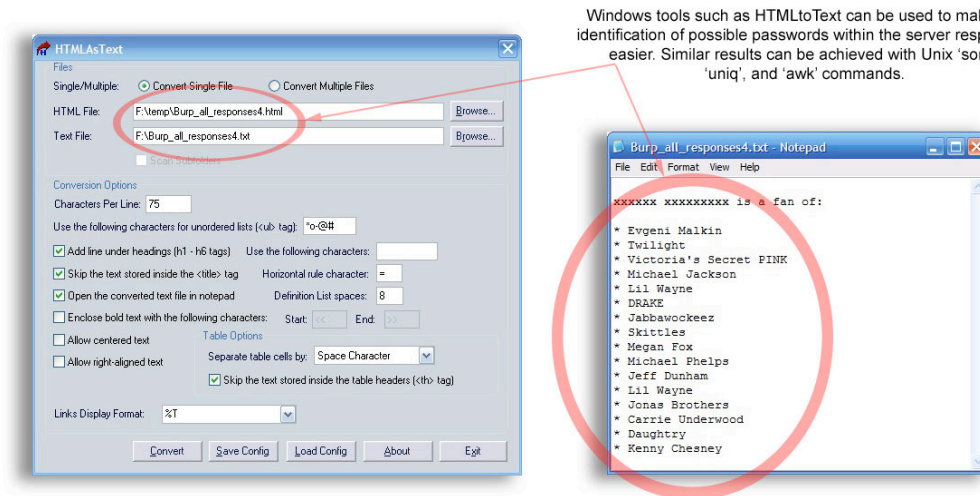 Windows tools such as HTMLtoText can be used to
identification of possible passwords within the server
easier. Similar results can be achieved with Unix
'uniq', and 'awk' commands.
HTMLAsText
Files
Single/Multiple: Convert Single File Convert Multiple Files
HTML File: F:\temp\Burp_all_responses4.html Browse...
Text File: F:\Burp_all_responses4.txt Browse...
Scan Subfolders
Conversion Options
Characters Per Line: 75
Use the following characters for unordered lists (<ul> tag): *o-@#
Add line under headings (h1 - h6 tags) Use the following characters:
Skip the text stored inside the <title> tag Horizontal rule character: =
Open the converted text file in notepad Definition List spaces: 8
Enclose bold text with the following characters: Start: << End: >>
Allow centered text
Allow right-aligned text
Table Options
Separate table cells by: Space Character
Skip the text stored inside the table headers (<th> tag)
Links Display Format: %T
Convert Save Config Load Config About Exit
Burp_all_responses4.txt - Notepad
File Edit Format View Help
xxxxxx xxxxxxxxx is a fan of:
* Evgeni Malkin
* Twilight
* Victoria's Secret PINK
* Michael Jackson
* Lil Wayne
* DRAKE
* Jabbawockeez
* Skittles
* Megan Fox
* Michael Phelps
* Jeff Dunham
* Lil Wayne
* Jonas Brothers
* Carrie Underwood
* Daughtry
* Kenny Chesney